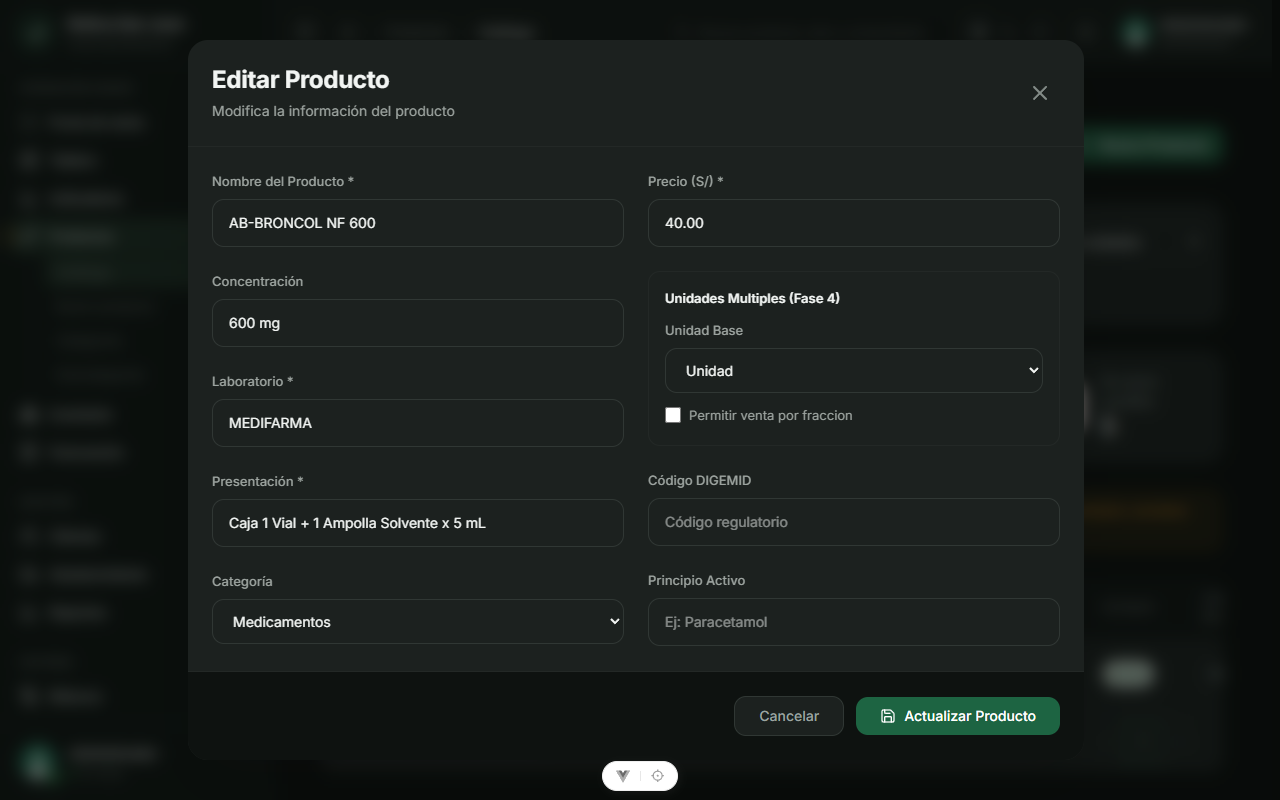 Editar Producto
Modifica la información del producto
Nombre del Producto *
AB-BRONCOL NF 600
Concentración
600 mg
Laboratorio *
MEDIFARMA
Presentación *
Caja 1 Vial + 1 Ampolla Solvente x 5 mL
Categoría
Medicamentos
Precio (S/) *
40.00
Unidades Multiples (Fase 4)
Unidad Base
Unidad
Permitir venta por fraccion
Código DIGEMID
Código regulatorio
Principio Activo
Ej: Paracetamol
Cancelar
Actualizar Producto